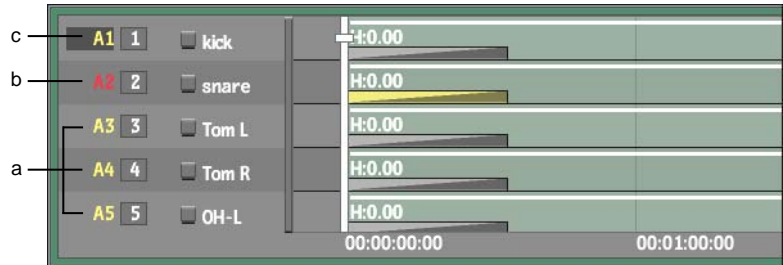 c A1 1 kick H:0.00
b A2 2 snare H:0.00
A3 3 Tom L H:0.00
a A4 4 Tom R H:0.00
A5 5 OH-L H:0.00
00:00:00:00 00:01:00:00